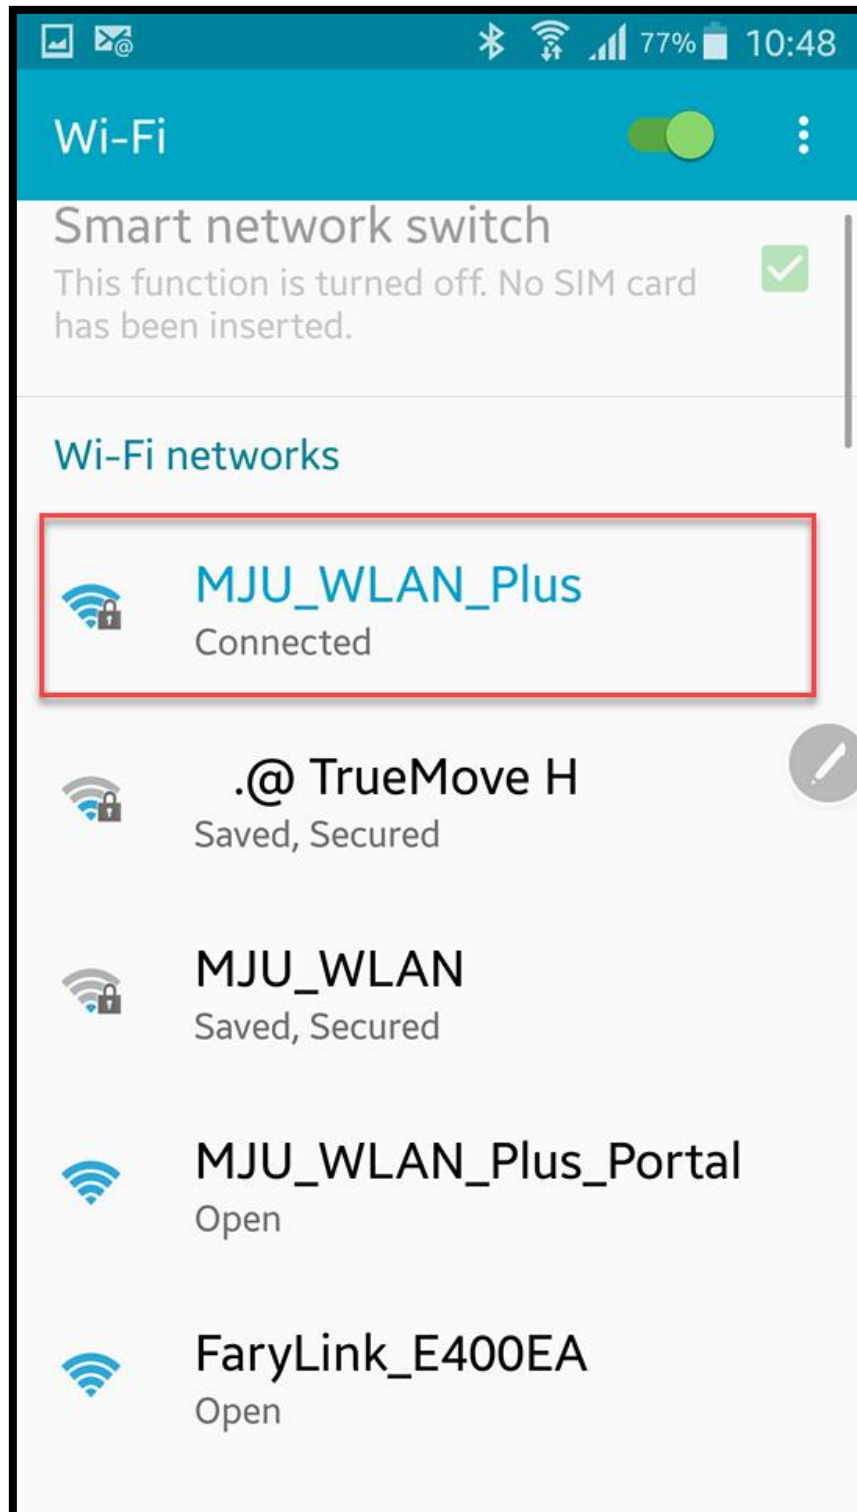 77% 10:48
Wi-Fi
Smart network switch
This function is turned off. No SIM card
has been inserted.
Wi-Fi networks
MJU_WLAN_Plus
Connected
.@ TrueMove H
Saved, Secured
MJU_WLAN
Saved, Secured
MJU_WLAN_Plus_Portal
Open
FaryLink_E400EA
Open